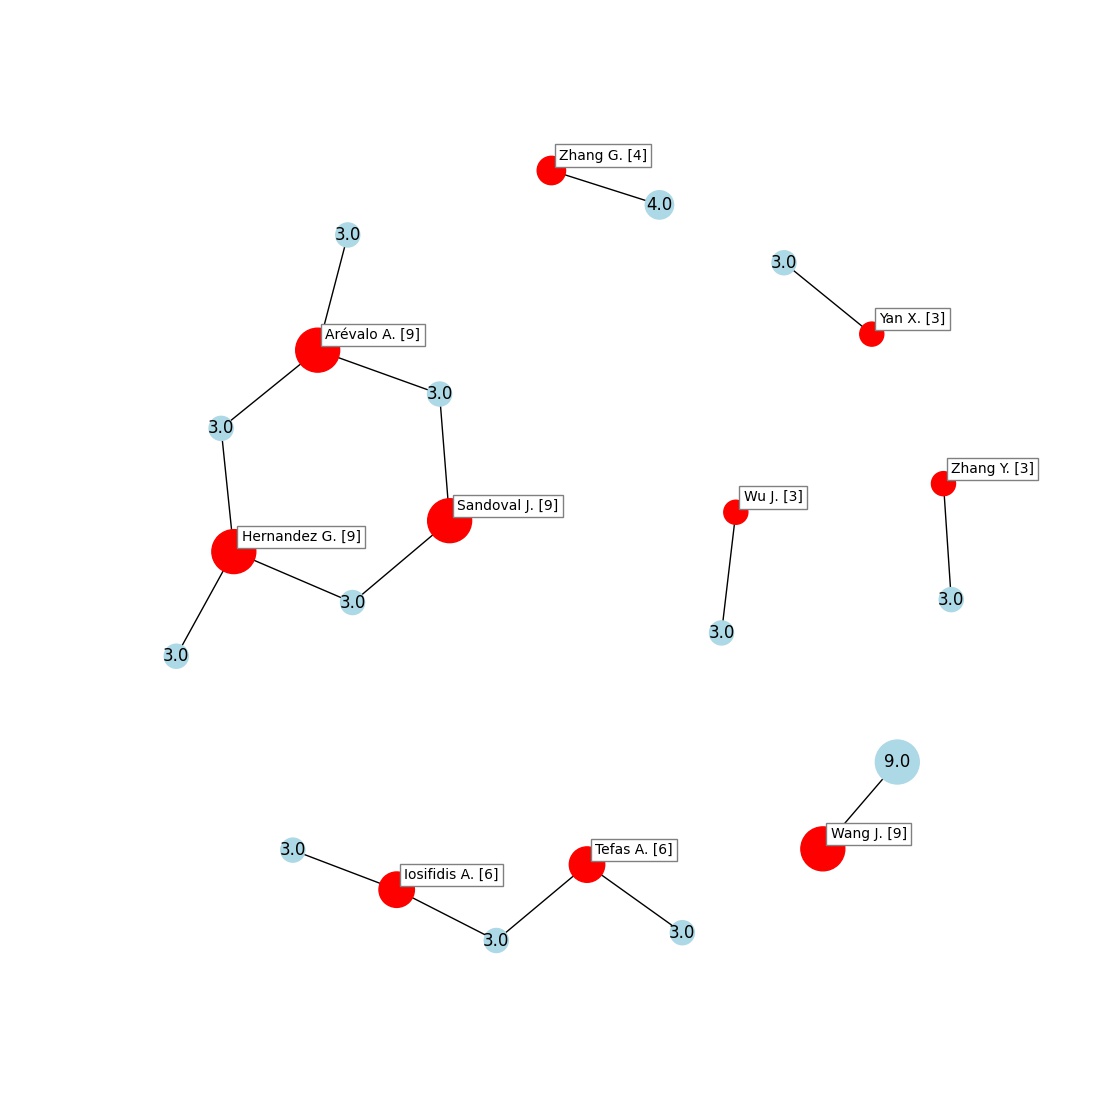 Zhang G. [4]
4.0
3.0
3.0
Yan X. [3]
Arévalo A. [9]
3.0
3.0
Zhang Y. [3]
Wu J. [3]
Sandoval J. [9]
Hernandez G. [9]
3.0
3.0
3.0
3.0
9.0
Wang J. [9]
3.0
Tefas A. [6]
Iosifidis A. [6]
3.0
3.0